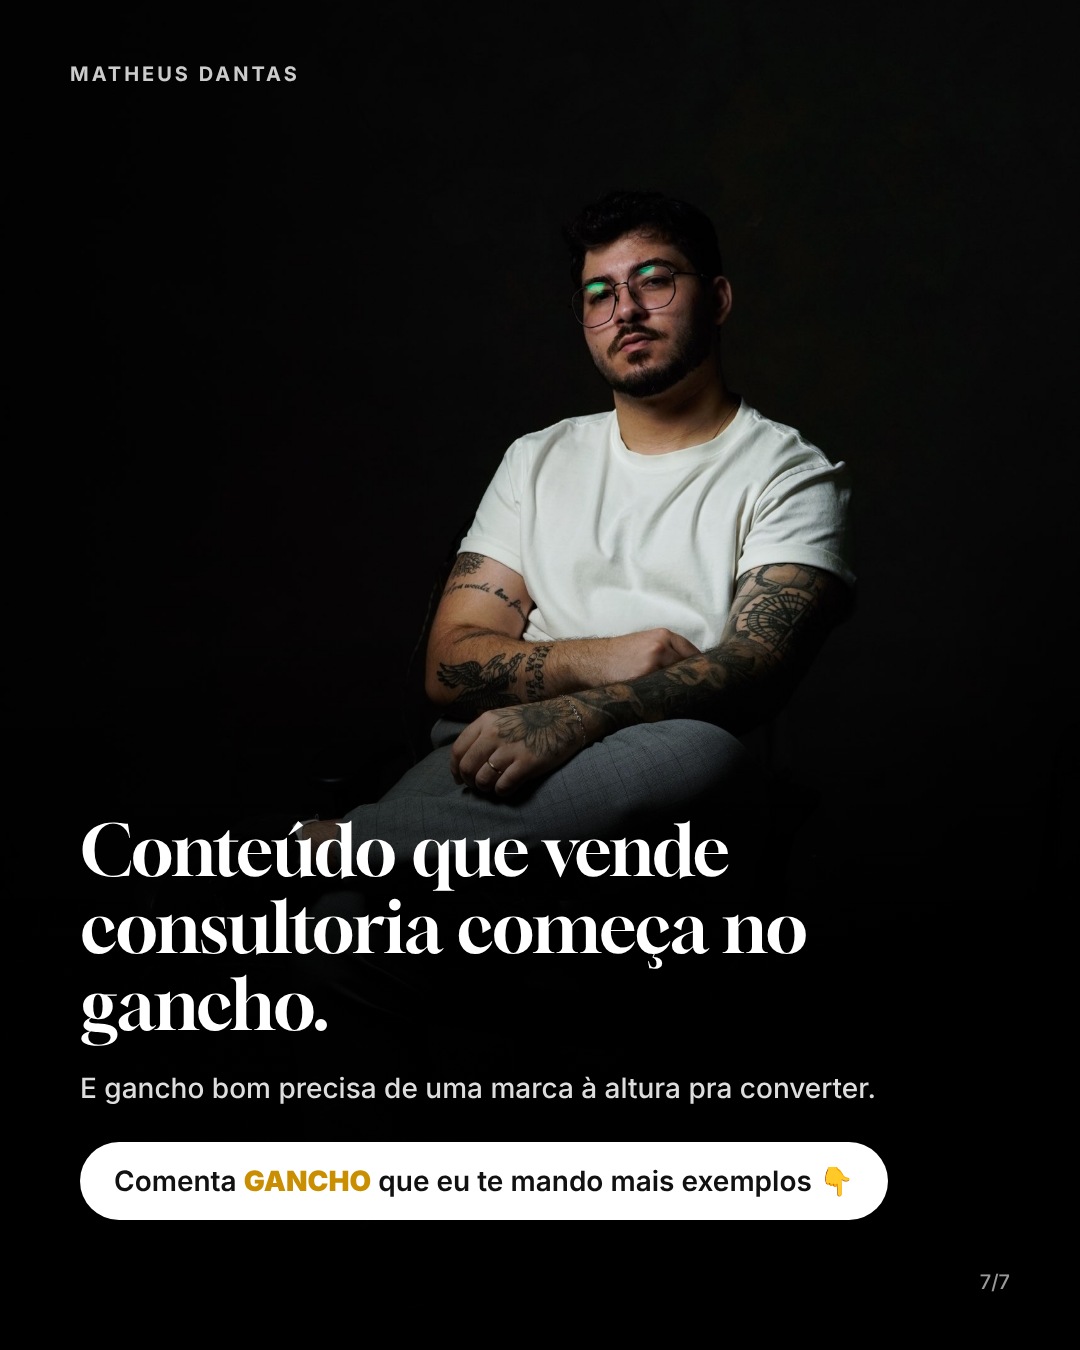 MATHEUS DANTAS
Conteúdo que vende
consultoria começa no
gancho.
E gancho bom precisa de uma marca à altura pra converter.
Comenta GANCHO que eu te mando mais exemplos 👇
7/7